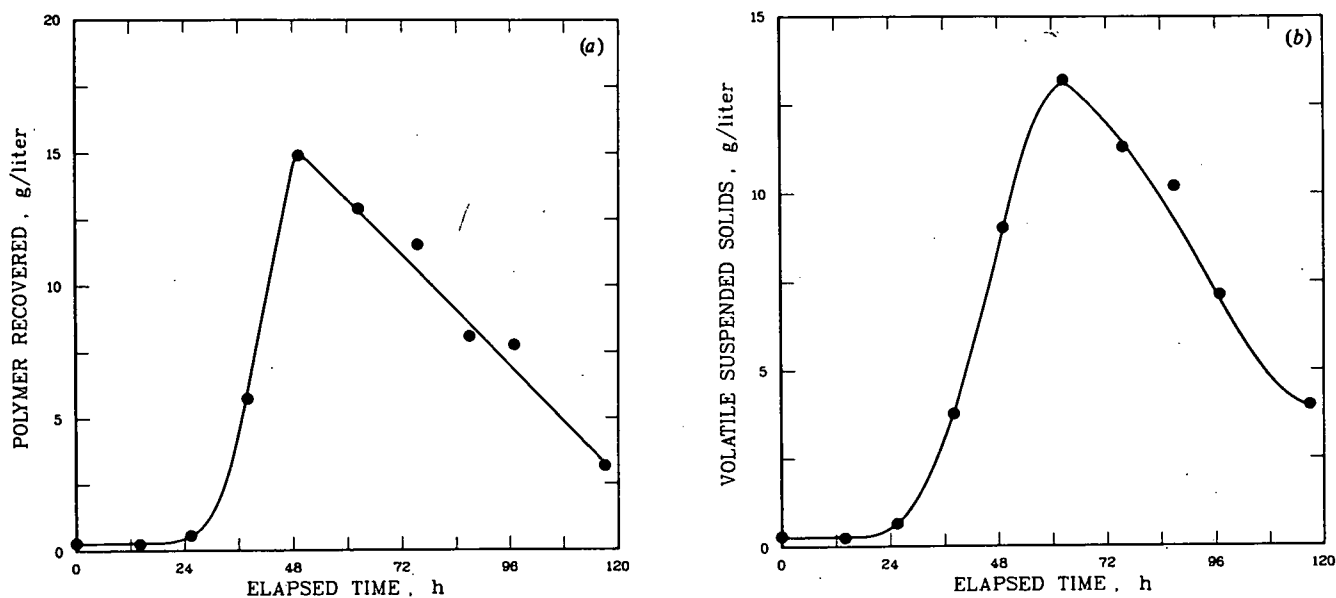 (a)
20
15
10
5
0
POLYMER RECOVERED, g/liter
0 24 48 72 96 120
ELAPSED TIME, h
(b)
15
10
5
0
VOLATILE SUSPENDED SOLIDS, g/liter
0 24 48 72 96 120
ELAPSED TIME, h